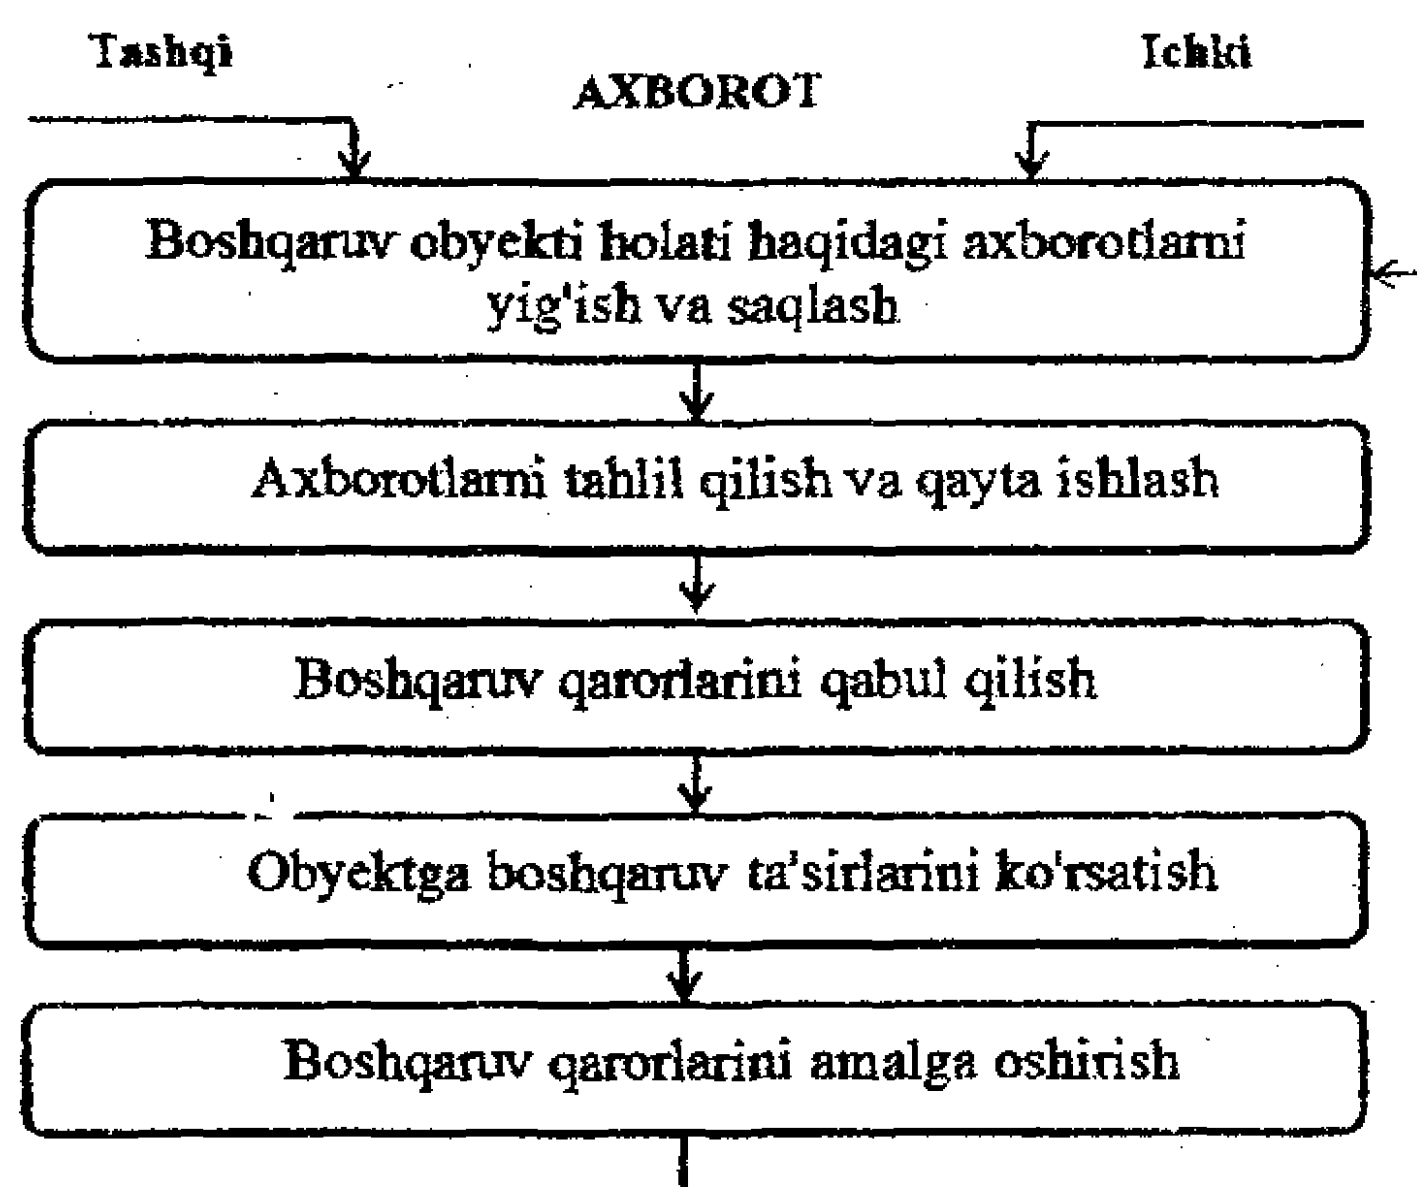 Tashqi
Ichki
AXBOROT
Boshqaruv obyekti holati haqidagi axborotlarni
yig'ish va saqlash
Axborotlarni tahlil qilish va qayta ishlash
Boshqaruv qarorlarini qabul qilish
Obyektga boshqaruv ta'sirlarini ko'rsatish
Boshqaruv qarorlarini amalga oshirish